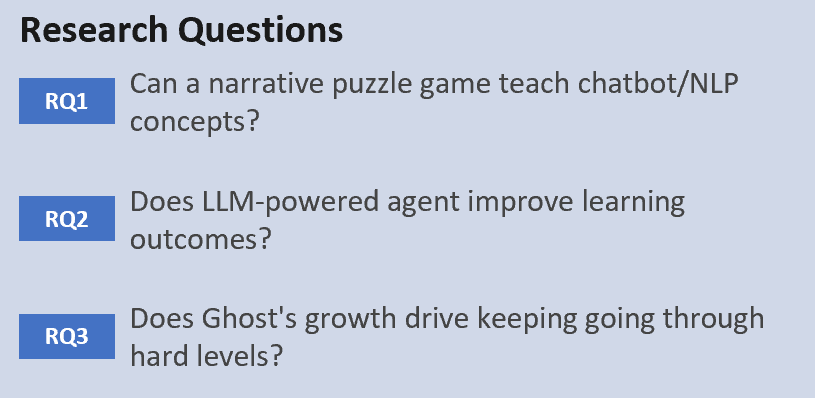 Research Questions
RQ1
Can a narrative puzzle game teach chatbot/NLP
concepts?
RQ2
Does LLM-powered agent improve learning
outcomes?
RQ3
Does Ghost's growth drive keeping going through
hard levels?